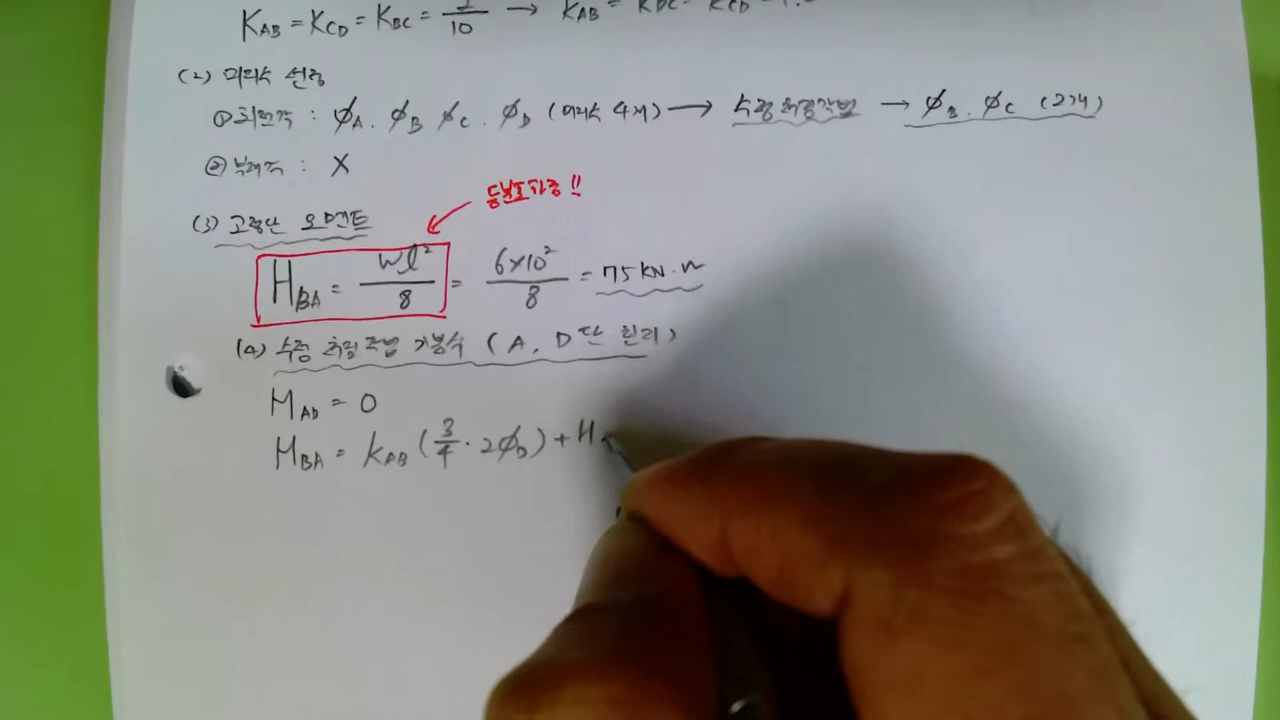 K_AB = K_CD = K_BC = I/10 → k_AB = k_BC = k_CD =
(2) 미지수 선정
① 회전각 : ϕ_A . ϕ_B ϕ_C . ϕ_D (미지수 4개) → 수정처짐각법 → ϕ_B . ϕ_C (2개)
② 부재각 : X
등분포하중!!
(3) 고정단 모멘트
H_BA = wl²/8 = 6×10²/8 = 75 kN·m
(4) 수정 처짐각법 기본식 (A, D단 힌지)
M_AB = 0
M_BA = k_AB (3/4 · 2ϕ_B) + H